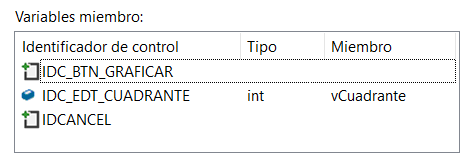 Variables miembro:
Identificador de control Tipo Miembro
IDC_BTN_GRAFICAR
IDC_EDT_CUADRANTE int vCuadrante
IDCANCEL